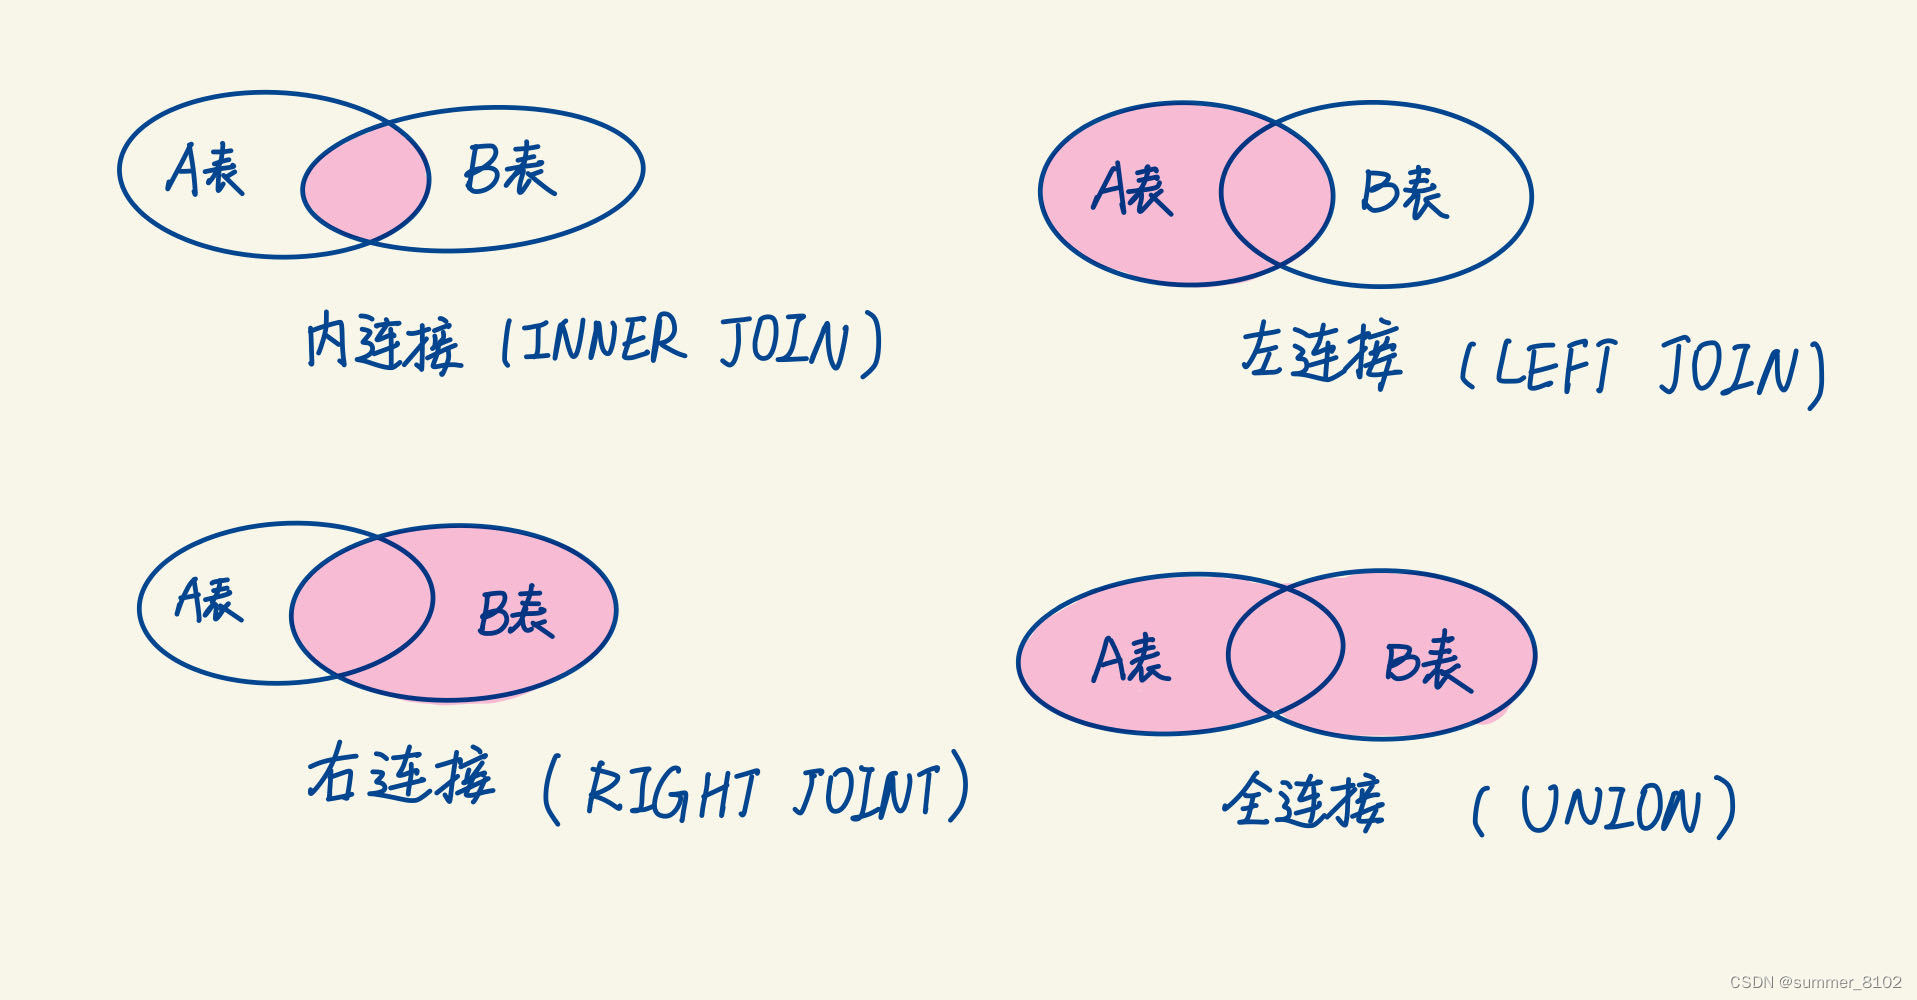 A表 B表
内连接 (INNER JOIN)
A表 B表
左连接 (LEFT JOIN)
A表 B表
右连接 (RIGHT JOINT)
A表 B表
全连接 (UNION)
CSDN @summer_8102